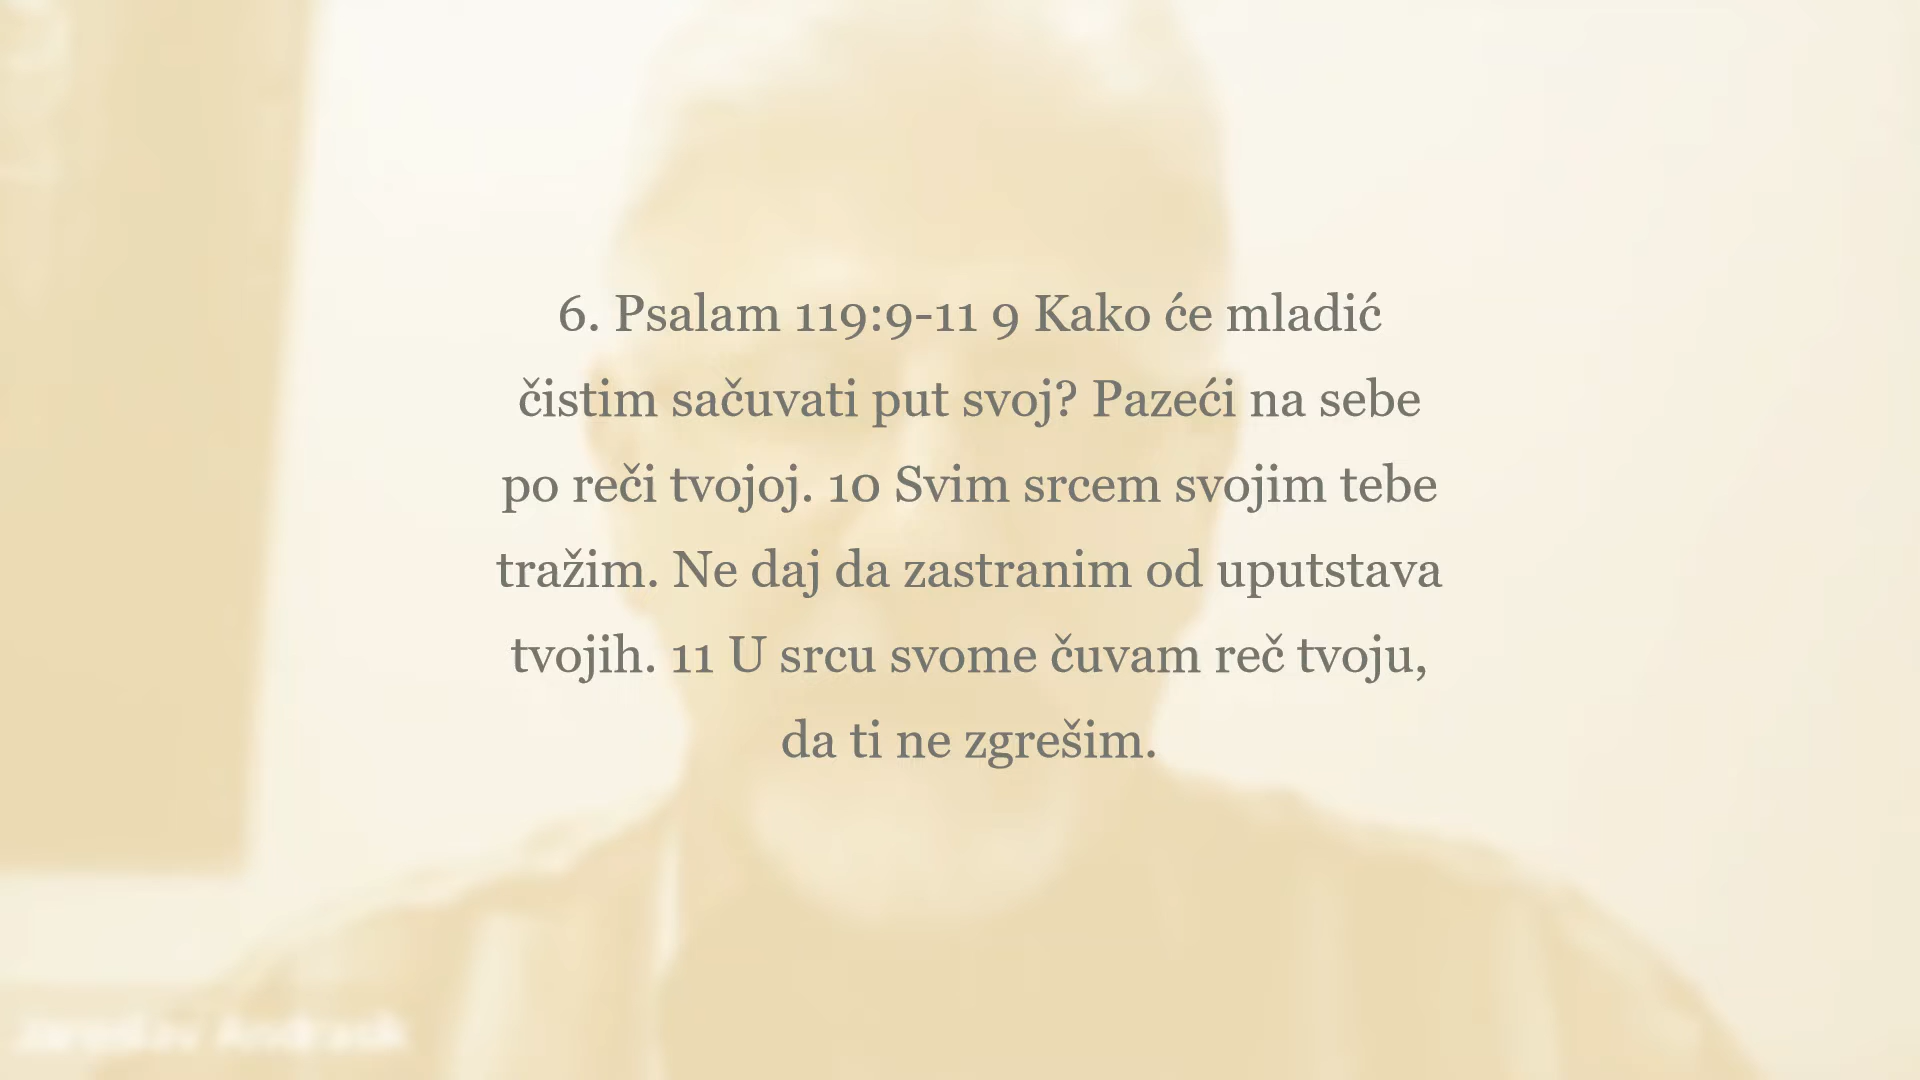 6. Psalam 119:9-11 9 Kako će mladić
čistim sačuvati put svoj? Pazeći na sebe
po reči tvojoj. 10 Svim srcem svojim tebe
tražim. Ne daj da zastranim od uputstava
tvojih. 11 U srcu svome čuvam reč tvoju,
da ti ne zgrešim.
Jaroslav Andrasik